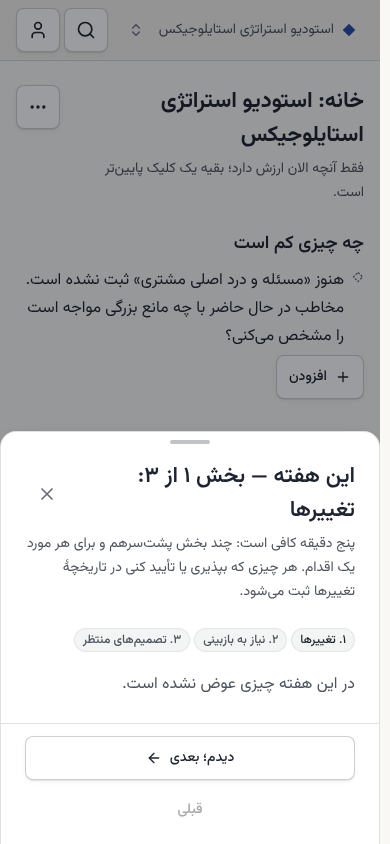 استودیو استراتژی استایلوجیکس
خانه: استودیو استراتژی
استایلوجیکس
فقط آنچه الان ارزش دارد؛ بقیه یک کلیک پایین‌تر
است.
چه چیزی کم است
هنوز «مسئله و درد اصلی مشتری» ثبت نشده است.
مخاطب در حال حاضر با چه مانع بزرگی مواجه است
را مشخص می‌کنی؟
افزودن
این هفته — بخش ۱ از ۳:
تغییرها
پنج دقیقه کافی است: چند بخش پشت‌سرهم و برای هر مورد
یک اقدام. هر چیزی که بپذیری یا تأیید کنی در تاریخچهٔ
تغییرها ثبت می‌شود.
۱. تغییرها
۲. نیاز به بازبینی
۳. تصمیم‌های منتظر
در این هفته چیزی عوض نشده است.
دیدم؛ بعدی
قبلی